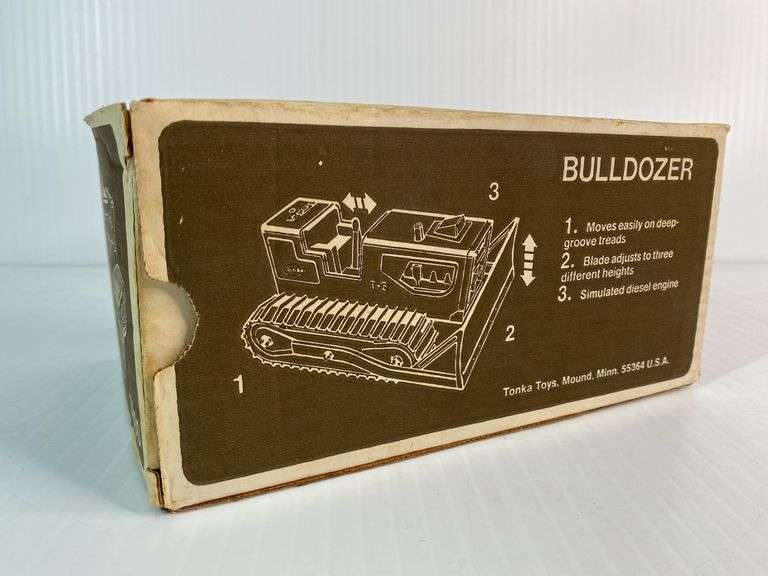 BULLDOZER
1. Moves easily on deep-
groove treads
2. Blade adjusts to three
different heights
3. Simulated diesel engine
3
T-6
2
1
Tonka Toys. Mound. Minn. 55364 U.S.A.